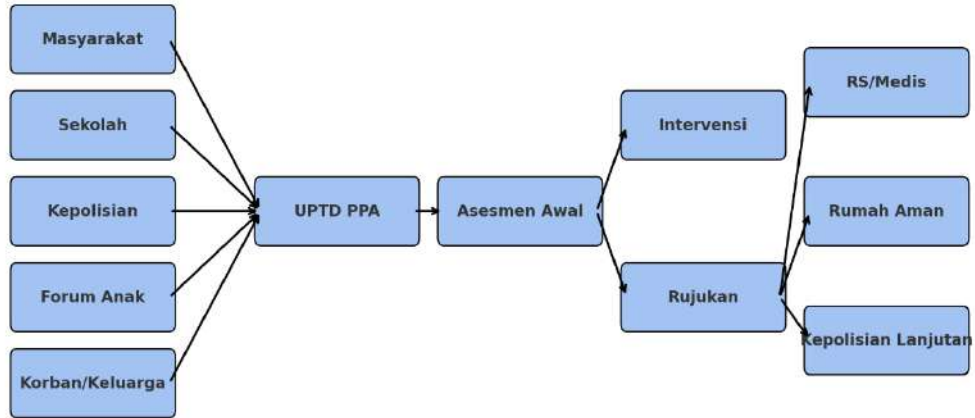 Masyarakat
Sekolah
Kepolisian
Forum Anak
Korban/Keluarga
UPTD PPA
Asesmen Awal
Intervensi
Rujukan
RS/Medis
Rumah Aman
Kepolisian Lanjutan